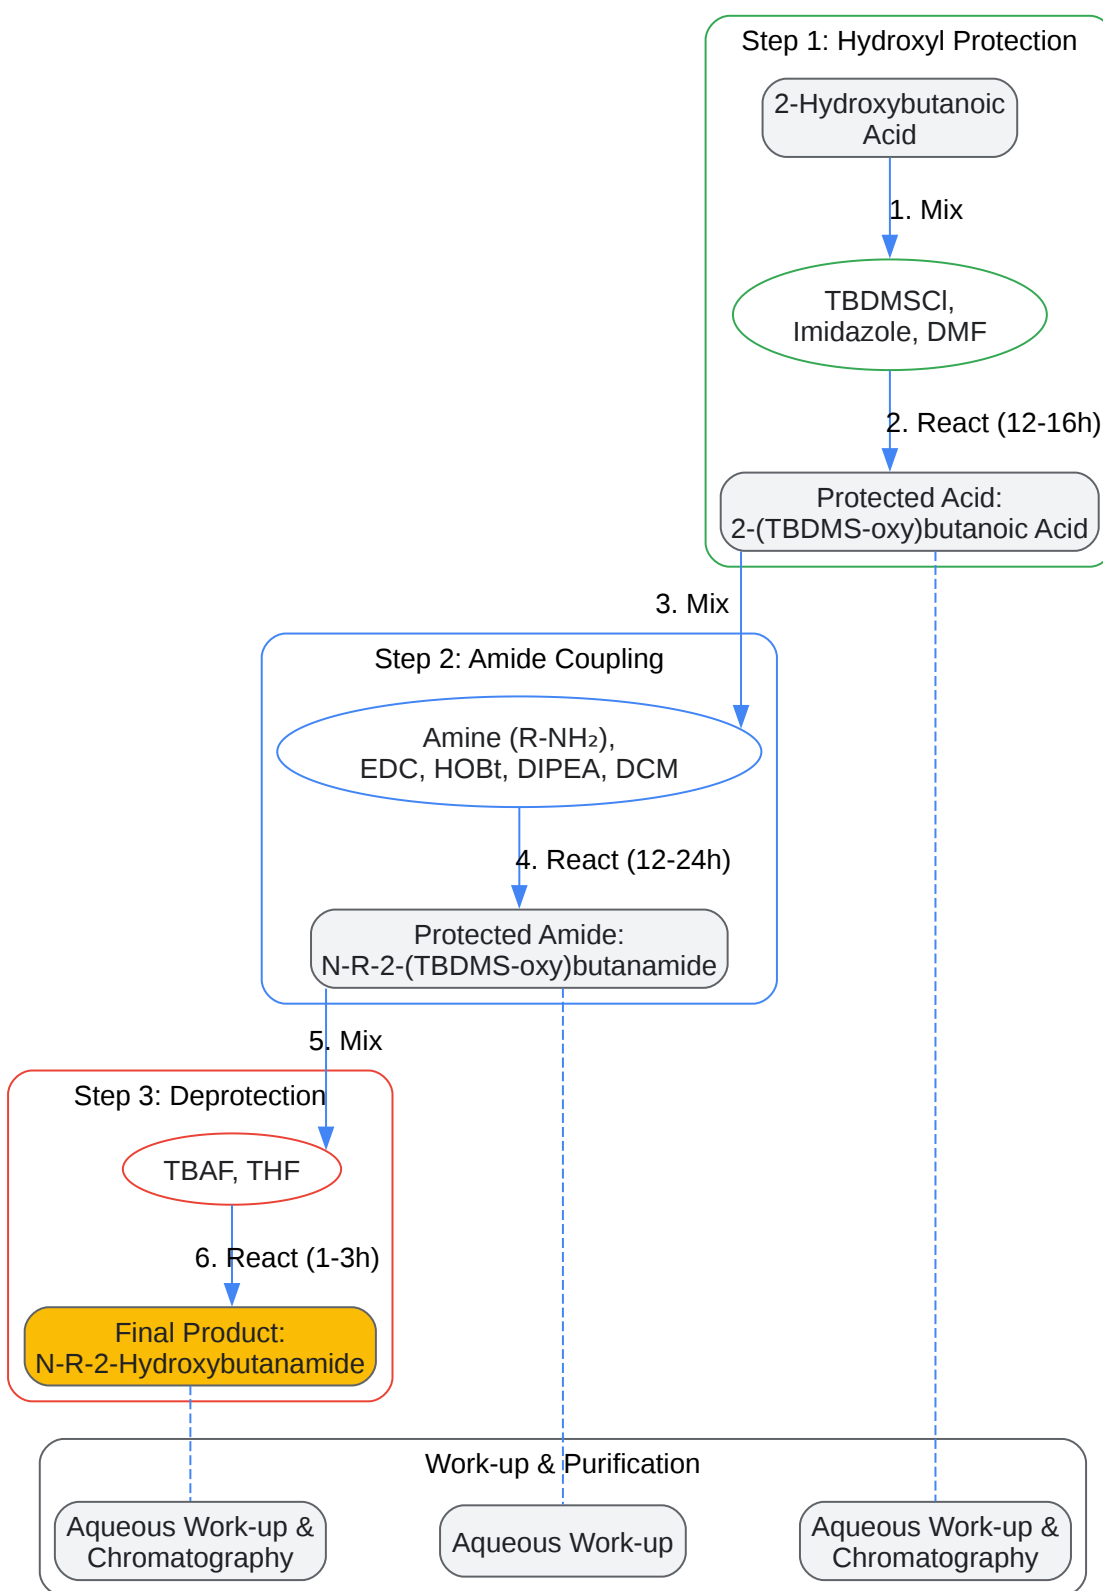 Step 1: Hydroxyl Protection
2-Hydroxybutanoic
Acid
1. Mix
TBDMSCl,
Imidazole, DMF
2. React (12-16h)
Protected Acid:
2-(TBDMS-oxy)butanoic Acid
3. Mix
Step 2: Amide Coupling
Amine (R-NH₂),
EDC, HOBt, DIPEA, DCM
4. React (12-24h)
Protected Amide:
N-R-2-(TBDMS-oxy)butanamide
5. Mix
Step 3: Deprotection
TBAF, THF
6. React (1-3h)
Final Product:
N-R-2-Hydroxybutanamide
Work-up & Purification
Aqueous Work-up &
Chromatography
Aqueous Work-up
Aqueous Work-up &
Chromatography